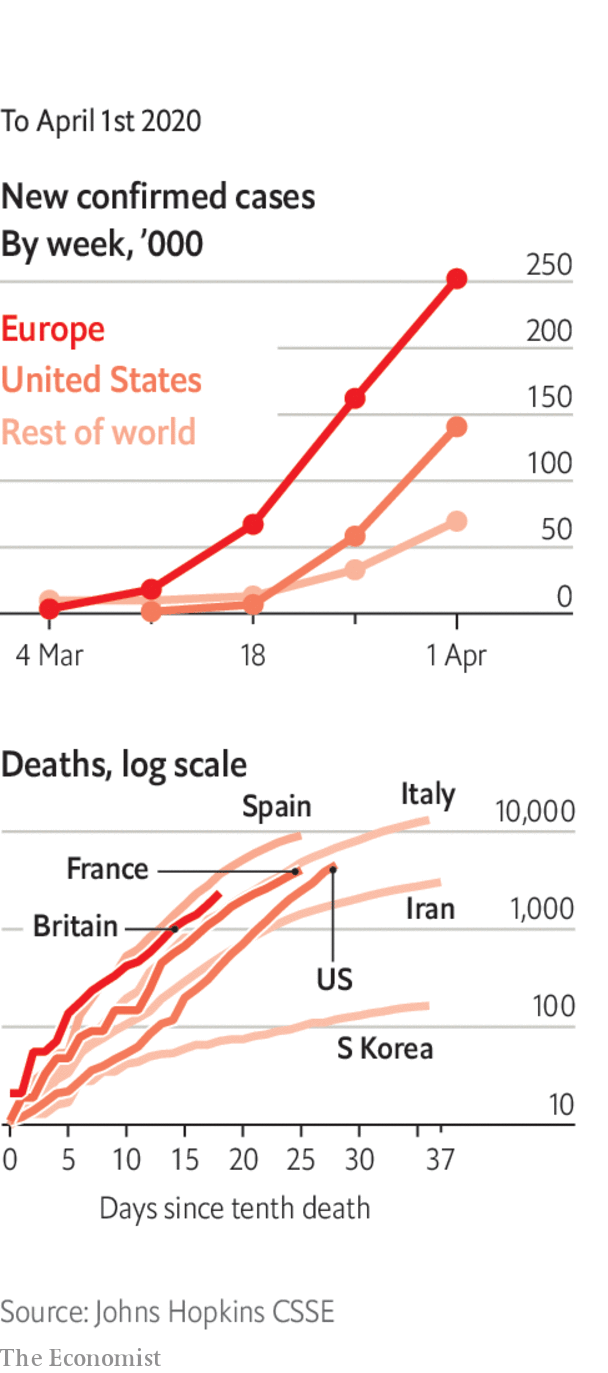 To April 1st 2020
New confirmed cases
By week, ’000
250
Europe
200
United States
150
Rest of world
100
50
0
4 Mar
18
1 Apr
Deaths, log scale
Spain
Italy
10,000
France
Britain
Iran
1,000
US
100
S Korea
10
0
5
10
15
20
25
30
37
Days since tenth death
Source: Johns Hopkins CSSE
The Economist